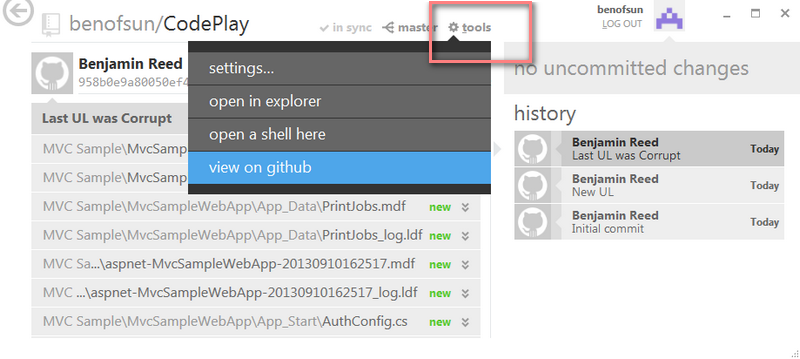 benofsun/CodePlay
in sync
master
tools
benofsun
LOG OUT
Benjamin Reed
958b0e9a80050ef4
settings...
open in explorer
open a shell here
view on github
no uncommitted changes
Last UL was Corrupt
MVC Sample\MvcSamp
MVC Sample\MvcSamp
MVC Sample\MvcSampleWebApp\App_Data\PrintJobs.mdf new
MVC Sample\MvcSampleWebApp\App_Data\PrintJobs_log.ldf new
MVC Sa...\aspnet-MvcSampleWebApp-20130910162517.mdf new
MVC ...\aspnet-MvcSampleWebApp-20130910162517_log.ldf new
MVC Sample\MvcSampleWebApp\App_Start\AuthConfig.cs new
history
Benjamin Reed
Last UL was Corrupt Today
Benjamin Reed
New UL Today
Benjamin Reed
Initial commit Today